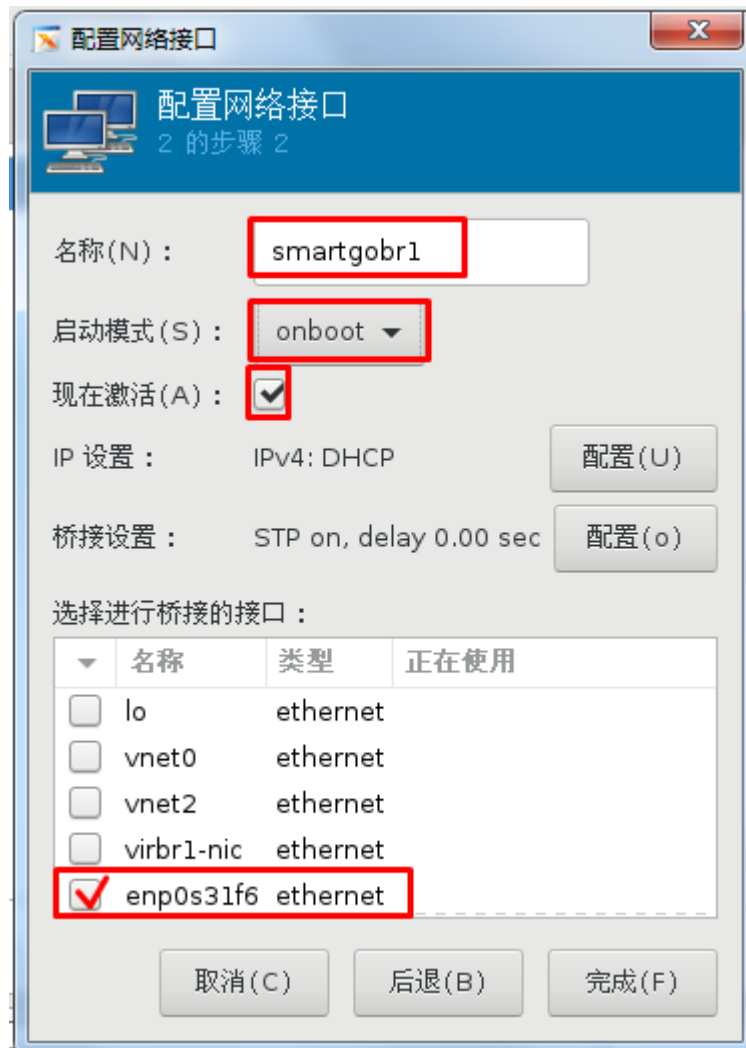 配置网络接口
配置网络接口
2 的步骤 2
名称(N)： smartgobr1
启动模式(S)： onboot
现在激活(A)：
IP 设置： IPv4: DHCP 配置(U)
桥接设置： STP on, delay 0.00 sec 配置(o)
选择进行桥接的接口：
名称 类型 正在使用
lo ethernet
vnet0 ethernet
vnet2 ethernet
virbr1-nic ethernet
enp0s31f6 ethernet
取消(C) 后退(B) 完成(F)